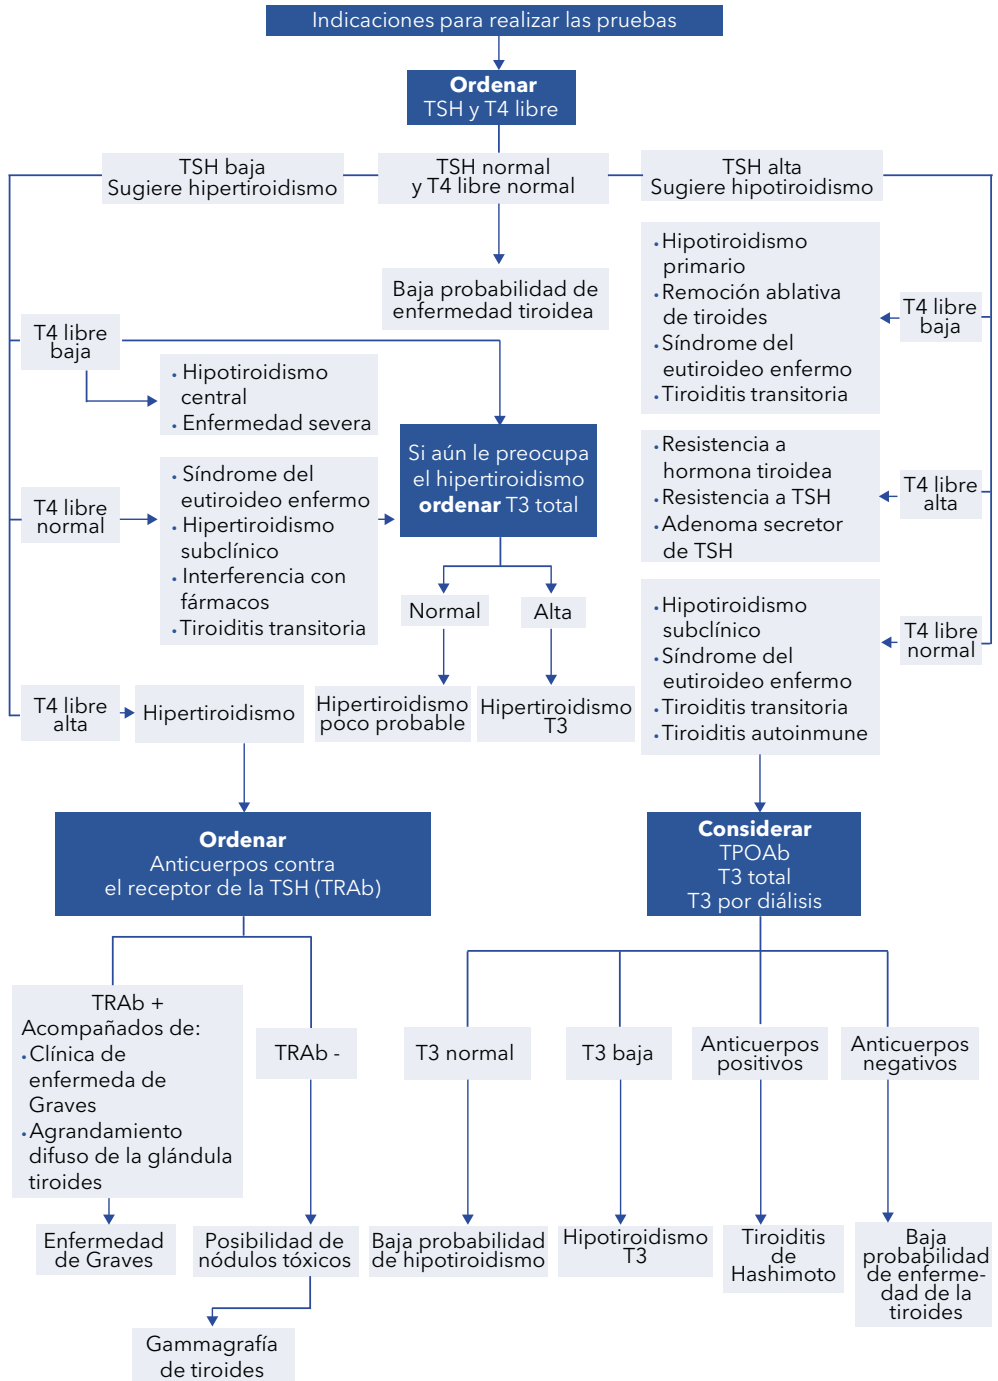 Indicaciones para realizar las pruebas
Ordenar
TSH y T4 libre
TSH baja
Sugiere hipertiroidismo
TSH normal
y T4 libre normal
TSH alta
Sugiere hipotiroidismo
Baja probabilidad de
enfermedad tiroidea
• Hipotiroidismo
primario
• Remoción ablativa
de tiroides
• Síndrome del
eutiroideo enfermo
• Tiroiditis transitoria
T4 libre
baja
T4 libre
baja
• Hipotiroidismo
central
• Enfermedad severa
Si aún le preocupa
el hipertiroidismo
ordenar T3 total
• Resistencia a
hormona tiroidea
• Resistencia a TSH
• Adenoma secretor
de TSH
T4 libre
alta
T4 libre
normal
• Síndrome del
eutiroideo enfermo
• Hipertiroidismo
subclínico
• Interferencia con
fármacos
• Tiroiditis transitoria
Normal
Alta
• Hipotiroidismo
subclínico
• Síndrome del
eutiroideo enfermo
• Tiroiditis transitoria
• Tiroiditis autoinmune
T4 libre
normal
T4 libre
alta
Hipertiroidismo
Hipertiroidismo
poco probable
Hipertiroidismo
T3
Ordenar
Anticuerpos contra
el receptor de la TSH (TRAb)
Considerar
TPOAb
T3 total
T3 por diálisis
TRAb +
Acompañados de:
• Clínica de
enfermeda de
Graves
• Agrandamiento
difuso de la glándula
tiroides
TRAb -
T3 normal
T3 baja
Anticuerpos
positivos
Anticuerpos
negativos
Enfermedad
de Graves
Posibilidad de
nódulos tóxicos
Baja probabilidad
de hipotiroidismo
Hipotiroidismo
T3
Tiroiditis
de
Hashimoto
Baja
probabilidad
de enferme-
dad de la
tiroides
Gammagrafía
de tiroides